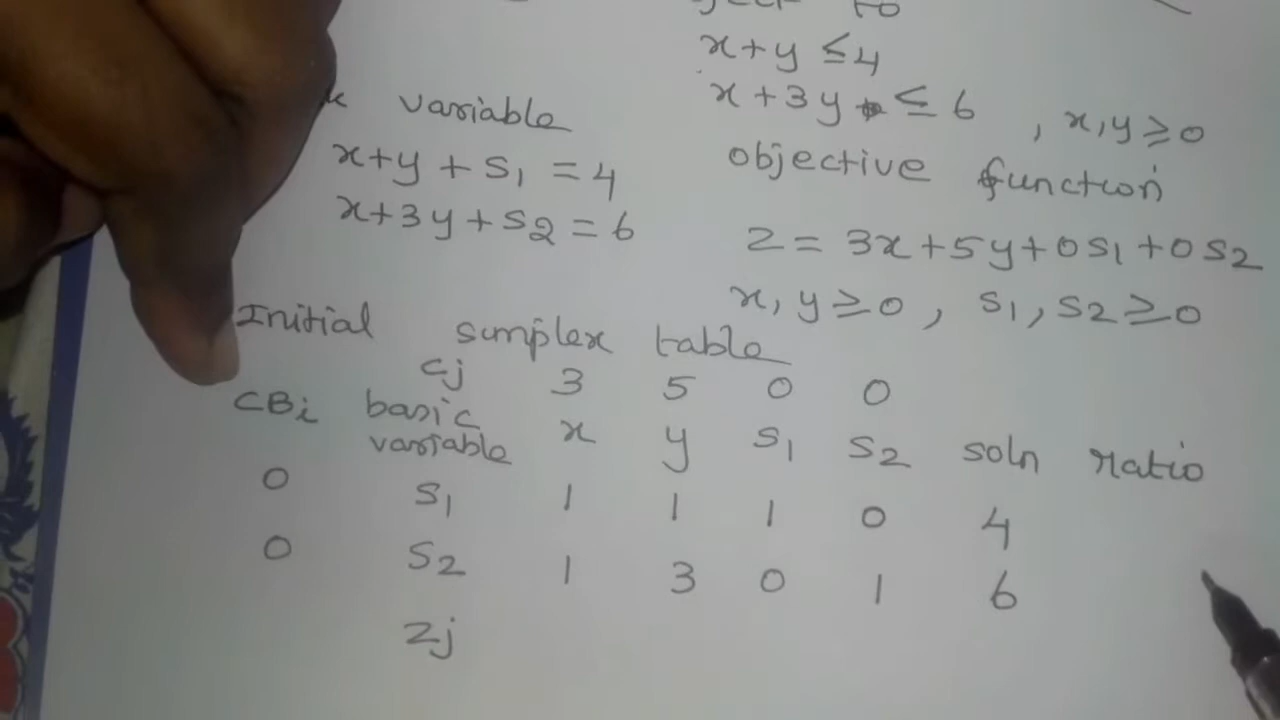 to
x+y ≤4
x+3y ≤ 6 , x,y ≥0
variable
x+y+s₁ =4
x+3y+s2=6
objective function
z= 3x+5y+0s₁+0s2
x, y ≥0, s₁, s2 ≥0
Initial simplex table
cj 3 5 0 0
CBi basic variable x y s₁ s2 soln ratio
0 s₁ 1 1 1 0 4
0 s2 1 3 0 1 6
zj